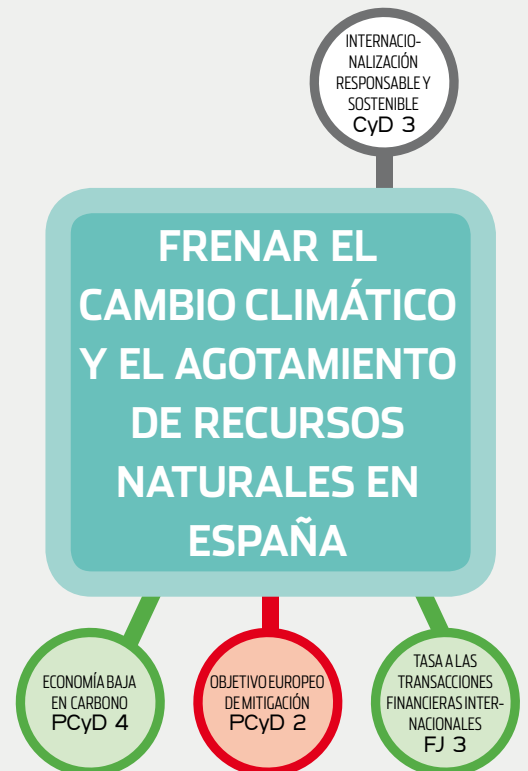 INTERNACIO-
NALIZACIÓN
RESPONSABLE Y
SOSTENIBLE
CyD 3
FRENAR EL
CAMBIO CLIMÁTICO
Y EL AGOTAMIENTO
DE RECURSOS
NATURALES EN
ESPAÑA
ECONOMÍA BAJA
EN CARBONO
PCyD 4
OBJETIVO EUROPEO
DE MITIGACIÓN
PCyD 2
TASA A LAS
TRANSACCIONES
FINANCIERAS INTER-
NACIONALES
FJ 3